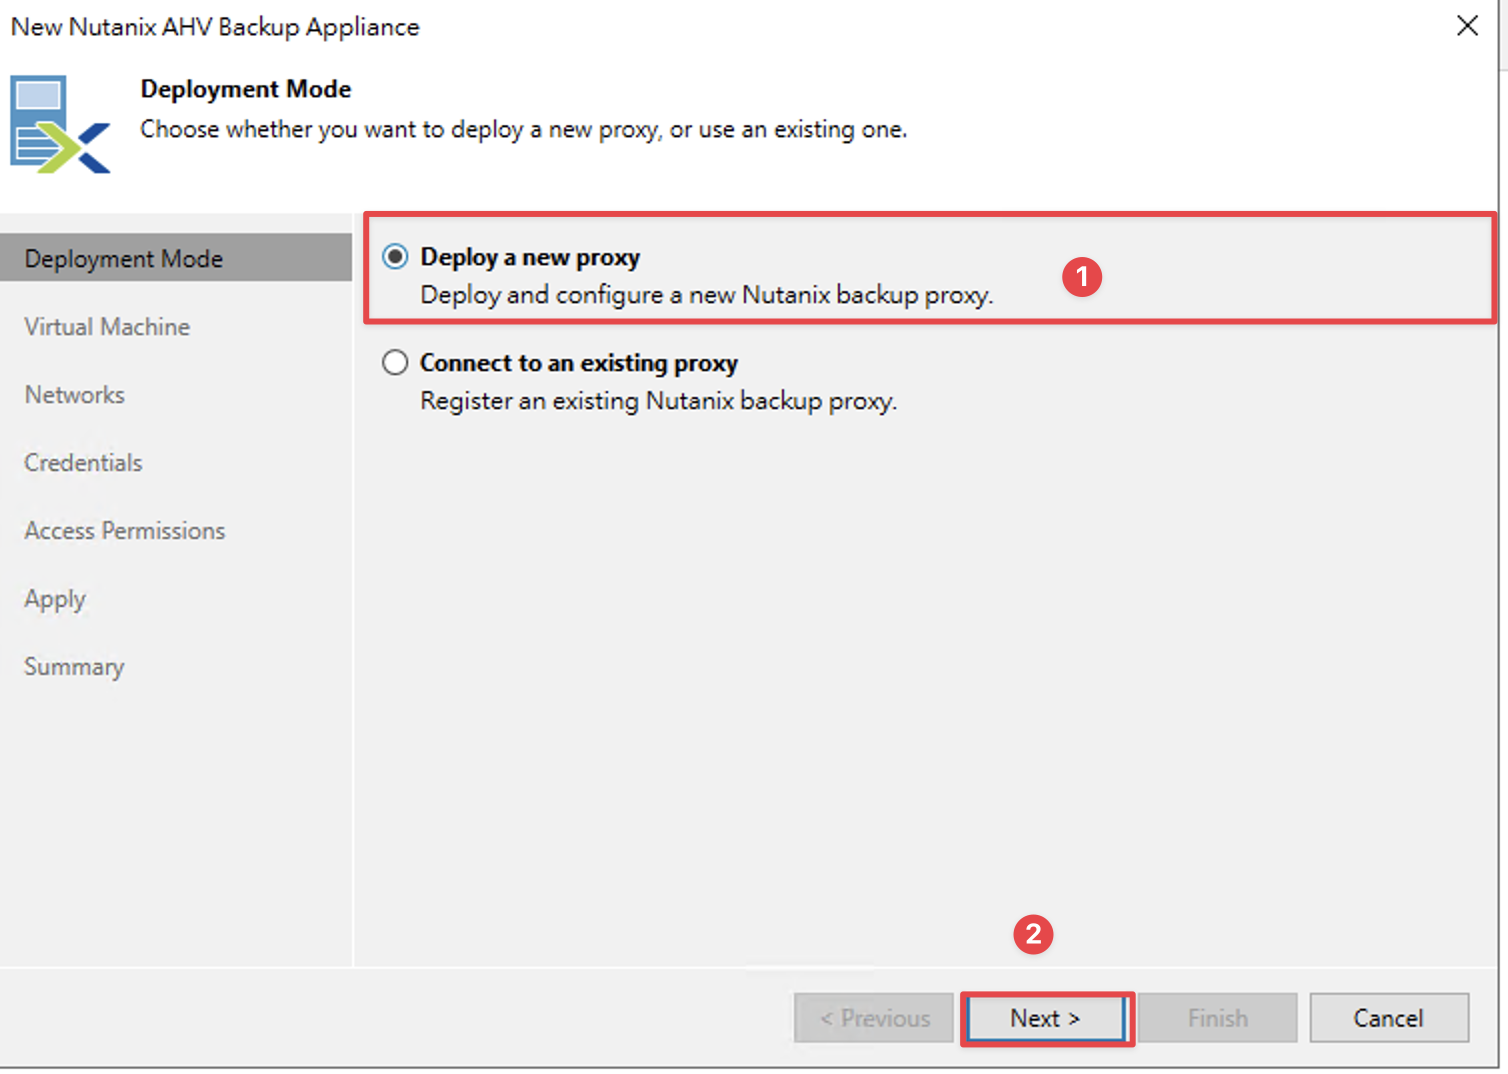 New Nutanix AHV Backup Appliance
Deployment Mode
Choose whether you want to deploy a new proxy, or use an existing one.
Deployment Mode
Virtual Machine
Networks
Credentials
Access Permissions
Apply
Summary
Deploy a new proxy
Deploy and configure a new Nutanix backup proxy.
1
Connect to an existing proxy
Register an existing Nutanix backup proxy.
2
< Previous
Next >
Finish
Cancel